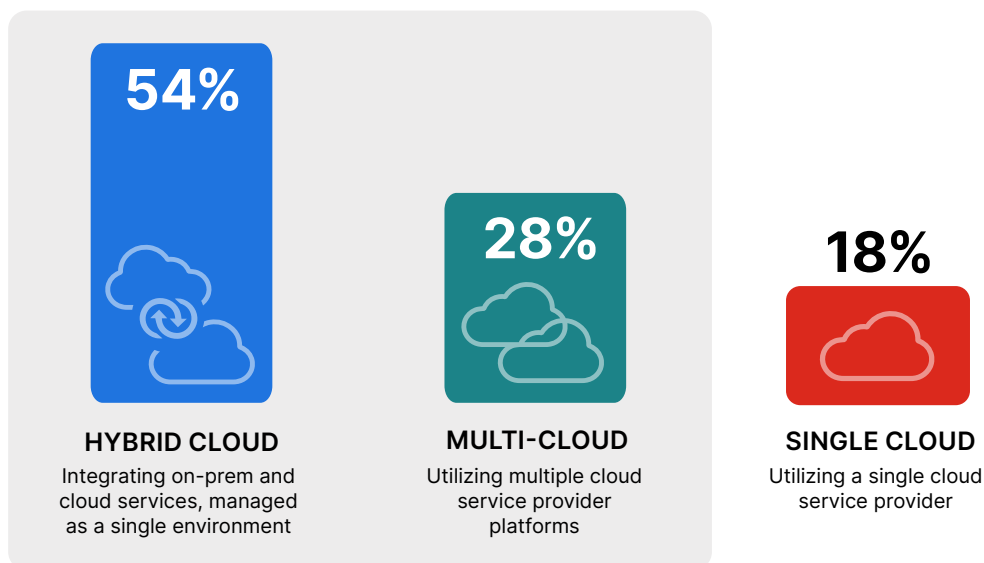 54%
HYBRID CLOUD
Integrating on-prem and
cloud services, managed
as a single environment
28%
MULTI-CLOUD
Utilizing multiple cloud
service provider
platforms
18%
SINGLE CLOUD
Utilizing a single cloud
service provider